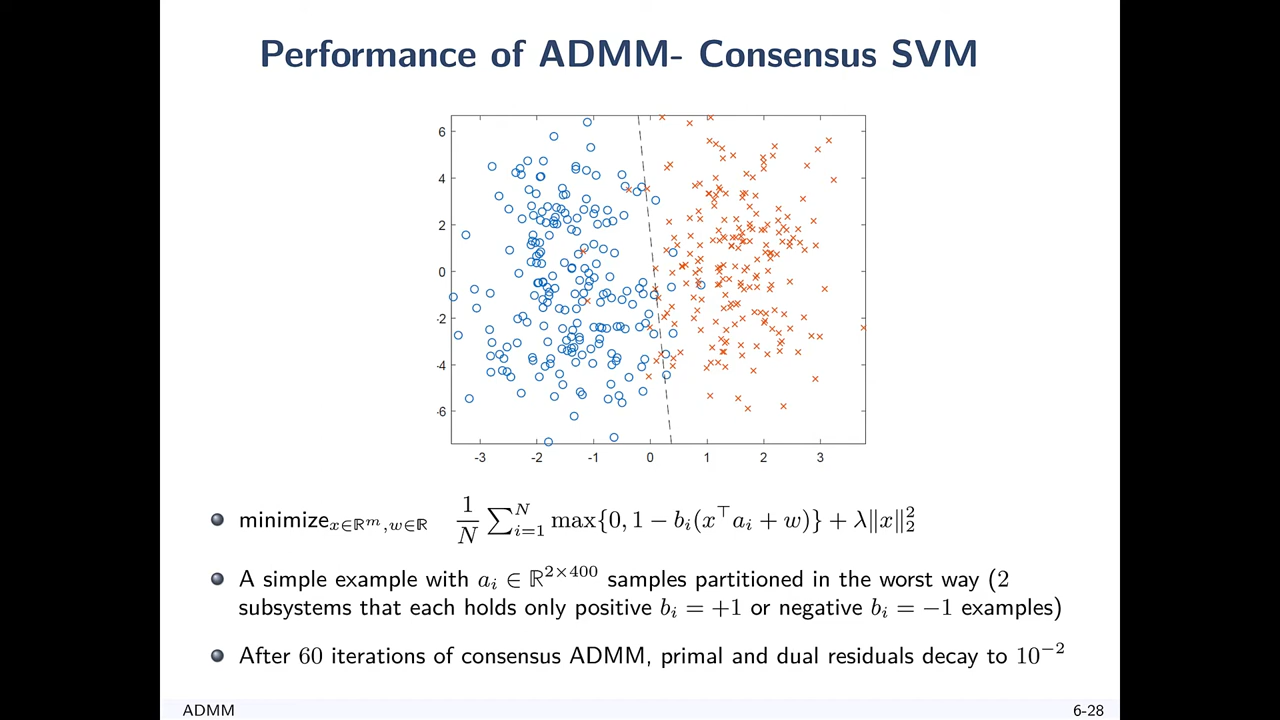 Performance of ADMM- Consensus SVM
6
4
2
0
-2
-4
-6
-3 -2 -1 0 1 2 3
minimize_{x∈ℝ^m,w∈ℝ} 1/N ∑_{i=1}^N max{0, 1 − b_i(x^⊤a_i + w)} + λ‖x‖_2^2
A simple example with a_i ∈ ℝ^{2×400} samples partitioned in the worst way (2
subsystems that each holds only positive b_i = +1 or negative b_i = −1 examples)
After 60 iterations of consensus ADMM, primal and dual residuals decay to 10^{−2}
ADMM 6-28